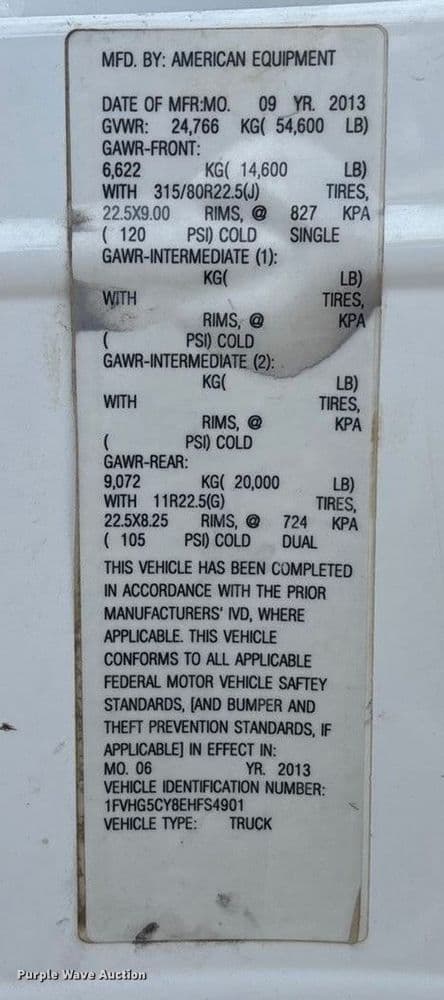 MFD. BY: AMERICAN EQUIPMENT
DATE OF MFR:MO. 09 YR. 2013
GVWR: 24,766 KG( 54,600 LB)
GAWR-FRONT:
6,622 KG( 14,600 LB)
WITH 315/80R22.5(J) TIRES,
22.5X9.00 RIMS, @ 827 KPA
( 120 PSI) COLD SINGLE
GAWR-INTERMEDIATE (1):
KG( LB)
WITH TIRES,
RIMS, @ KPA
( PSI) COLD
GAWR-INTERMEDIATE (2):
KG( LB)
WITH TIRES,
RIMS, @ KPA
( PSI) COLD
GAWR-REAR:
9,072 KG( 20,000 LB)
WITH 11R22.5(G) TIRES,
22.5X8.25 RIMS, @ 724 KPA
( 105 PSI) COLD DUAL
THIS VEHICLE HAS BEEN COMPLETED
IN ACCORDANCE WITH THE PRIOR
MANUFACTURERS' IVD, WHERE
APPLICABLE. THIS VEHICLE
CONFORMS TO ALL APPLICABLE
FEDERAL MOTOR VEHICLE SAFTEY
STANDARDS, [AND BUMPER AND
THEFT PREVENTION STANDARDS, IF
APPLICABLE] IN EFFECT IN:
MO. 06 YR. 2013
VEHICLE IDENTIFICATION NUMBER:
1FVHG5CY8EHFS4901
VEHICLE TYPE: TRUCK
Purple Wave Auction